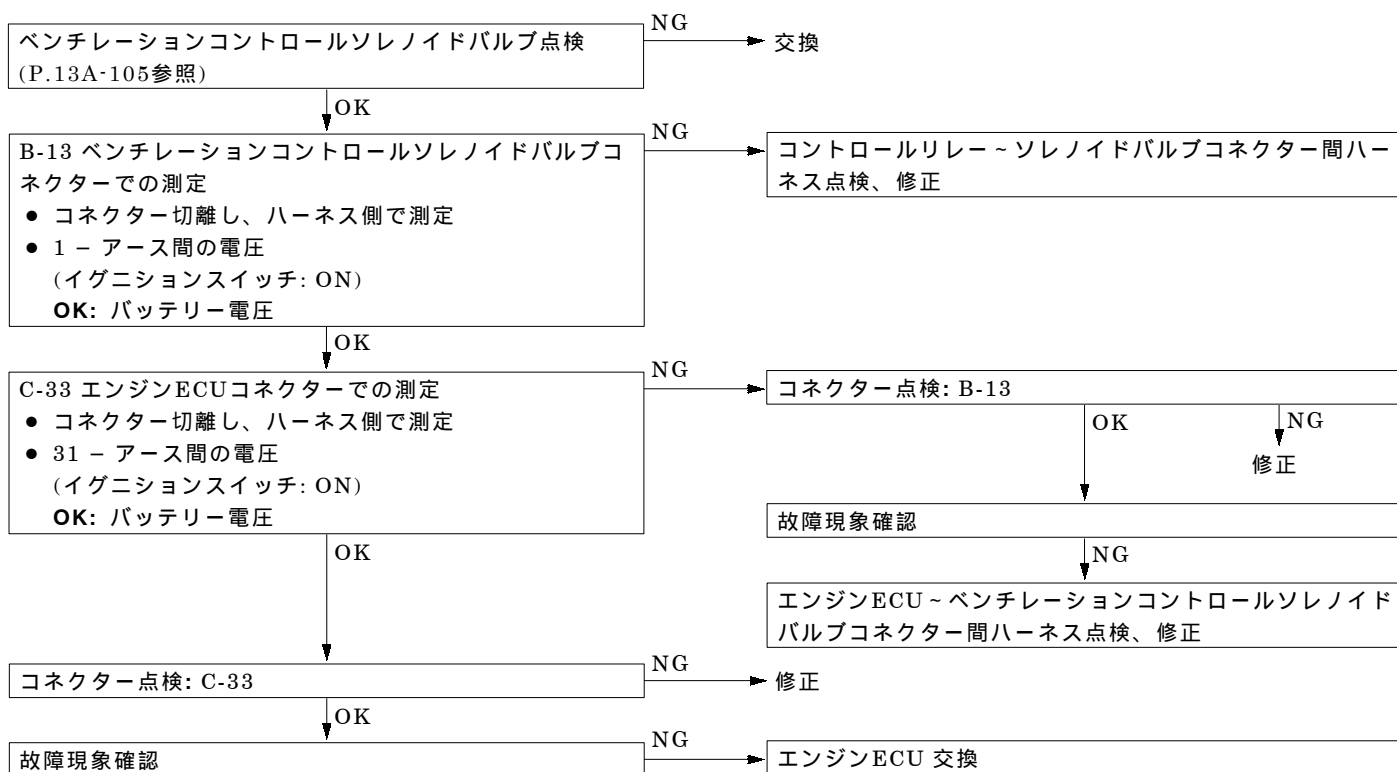 ベンチレーションコントロールソレノイドバルブ点検
(P.13A-105参照)
NG
交換
OK
B-13 ベンチレーションコントロールソレノイドバルブコ
ネクターでの測定
● コネクター切離し、ハーネス側で測定
● 1 – アース間の電圧
(イグニションスイッチ: ON)
OK: バッテリー電圧
NG
コントロールリレー ~ ソレノイドバルブコネクター間ハー
ネス点検、修正
OK
C-33 エンジンECUコネクターでの測定
● コネクター切離し、ハーネス側で測定
● 31 – アース間の電圧
(イグニションスイッチ: ON)
OK: バッテリー電圧
NG
コネクター点検: B-13
OK
NG
修正
故障現象確認
NG
エンジンECU ~ ベンチレーションコントロールソレノイド
バルブコネクター間ハーネス点検、修正
OK
コネクター点検: C-33
NG
修正
OK
故障現象確認
NG
エンジンECU 交換